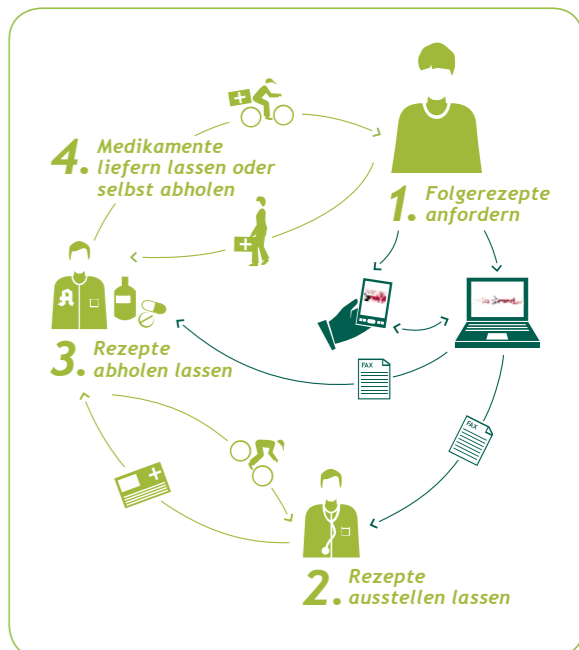 1. Folgerezepte
anfordern
FAX
FAX
2. Rezepte
ausstellen lassen
3. Rezepte
abholen lassen
4. Medikamente
liefern lassen oder
selbst abholen